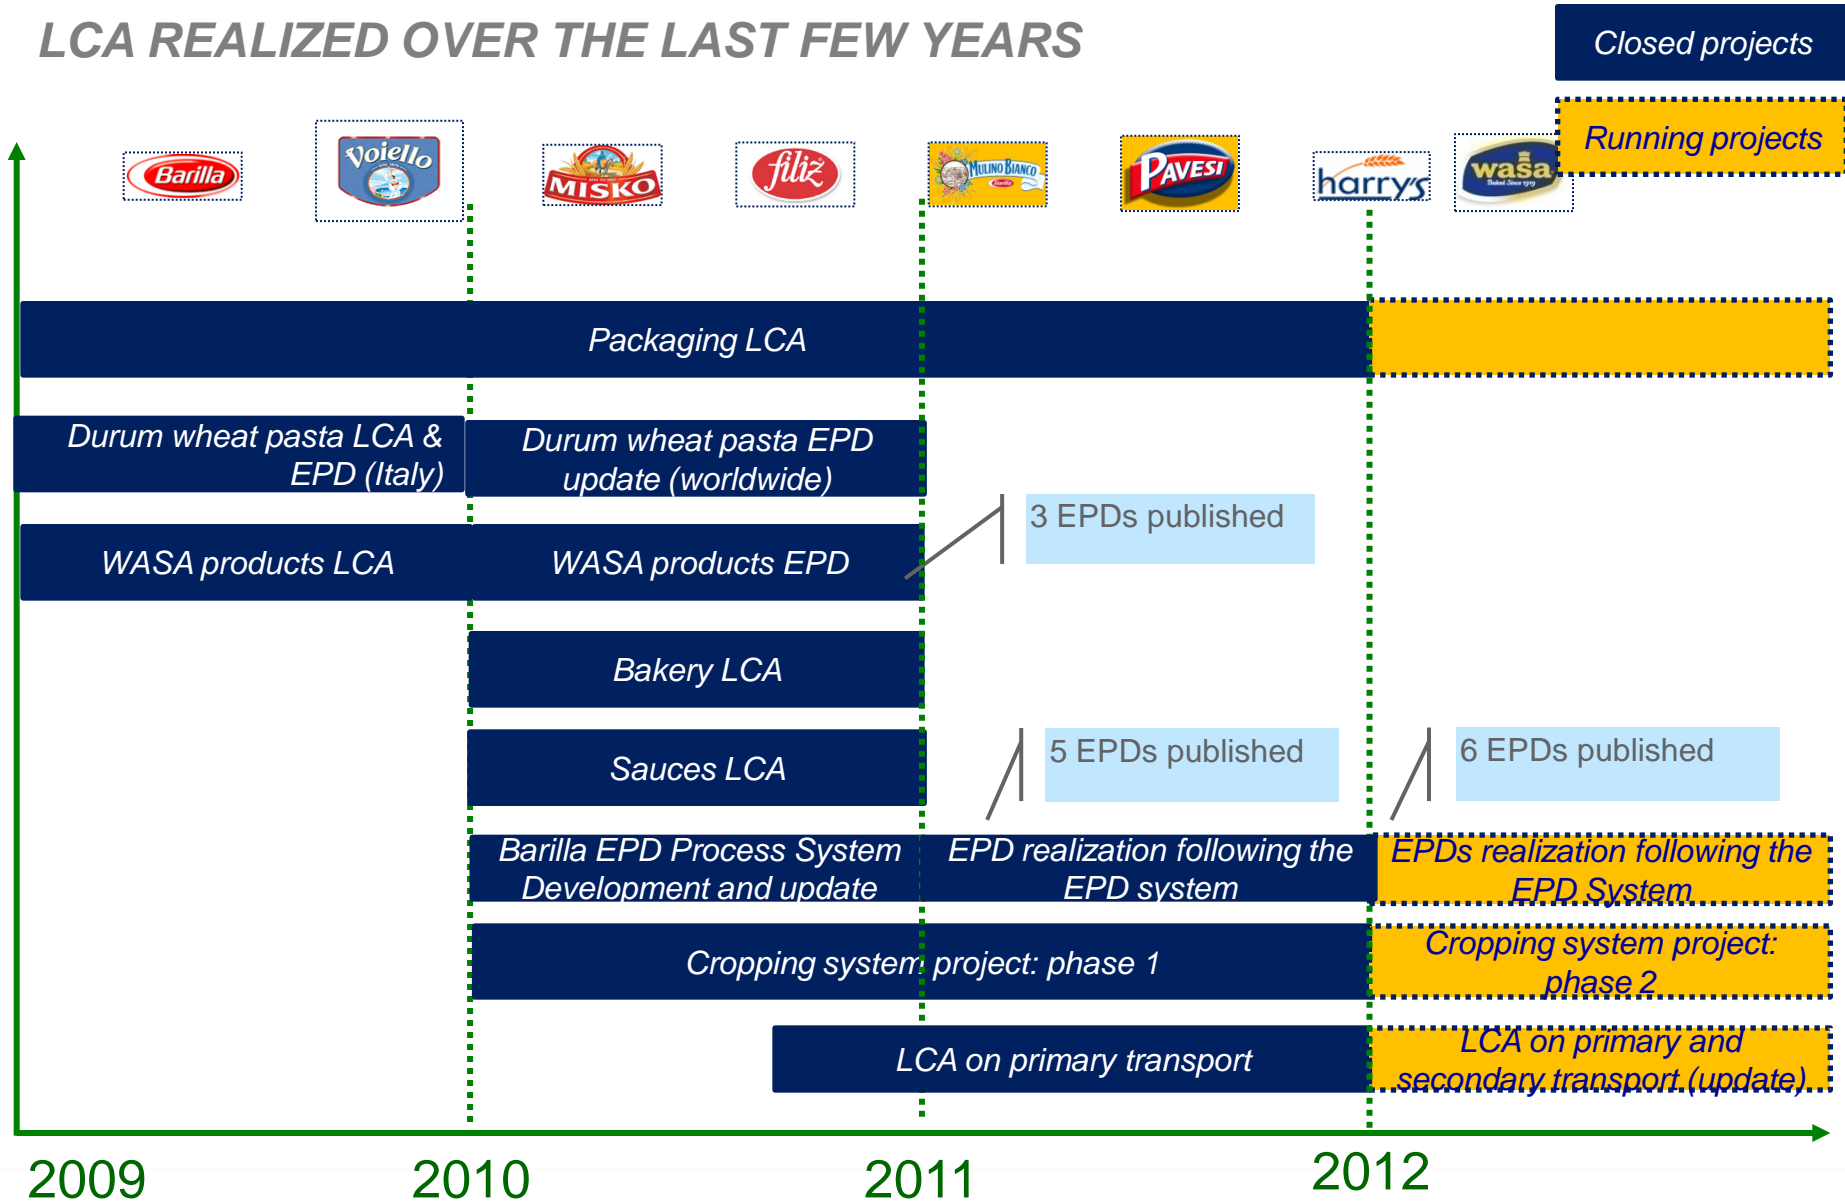 LCA REALIZED OVER THE LAST FEW YEARS
Closed projects
Running projects
Barilla
Voiello
MISKO
filiz
MULINO BIANCO
Barilla
PAVESI
harry's
wasa
Baked Since 1919
Packaging LCA
Durum wheat pasta LCA &
EPD (Italy)
Durum wheat pasta EPD
update (worldwide)
3 EPDs published
WASA products LCA
WASA products EPD
Bakery LCA
Sauces LCA
5 EPDs published
6 EPDs published
Barilla EPD Process System
Development and update
EPD realization following the
EPD system
EPDs realization following the
EPD System
Cropping system project: phase 1
Cropping system project:
phase 2
LCA on primary transport
LCA on primary and
secondary transport (update)
2009
2010
2011
2012